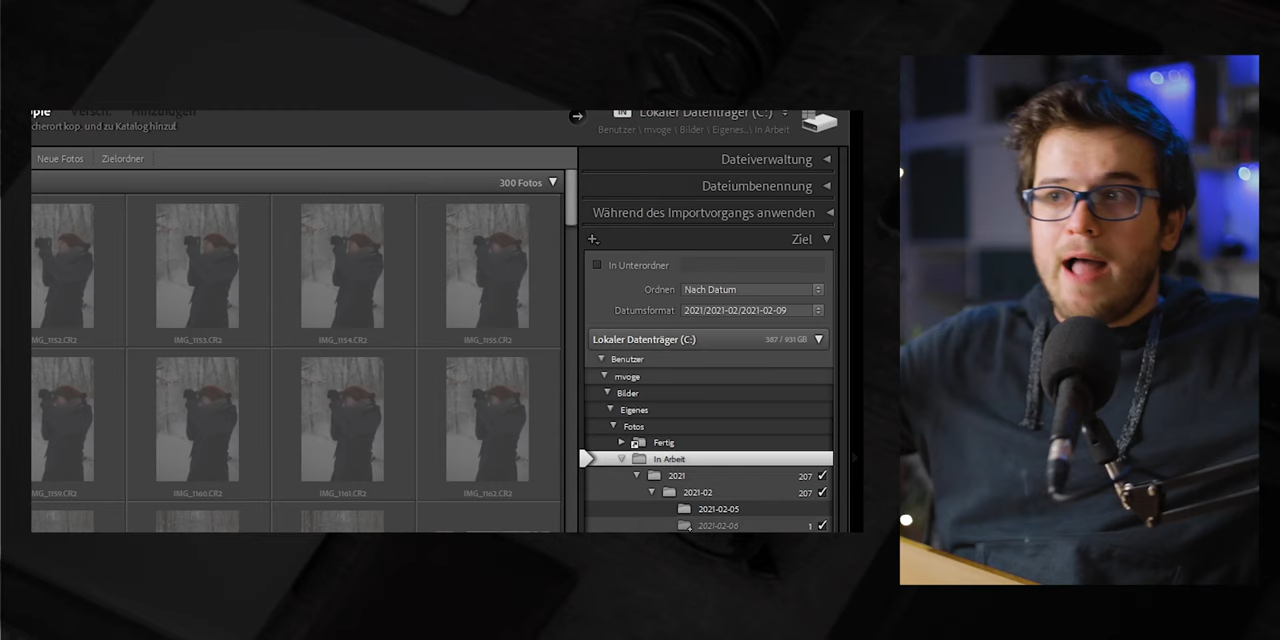 Lokaler Datenträger (C:)
cherort kop. und zu Katalog hinzuf
Benutzer \ mvoge \ Bilder \ Eigenes...\ In Arbeit
Neue Fotos
Zielordner
Dateiverwaltung
300 Fotos
Dateiumbenennung
Während des Importvorgangs anwenden
Ziel
In Unterordner
Ordnen Nach Datum
Datumsformat 2021/2021-02/2021-02-09
IMG_1152.CR2
IMG_1153.CR2
IMG_1154.CR2
IMG_1155.CR2
Lokaler Datenträger (C:) 387 / 931 GB
Benutzer
mvoge
Bilder
Eigenes
Fotos
Fertig
In Arbeit
2021 207
2021-02 207
2021-02-05
2021-02-06 1
IMG_1159.CR2
IMG_1160.CR2
IMG_1161.CR2
IMG_1162.CR2